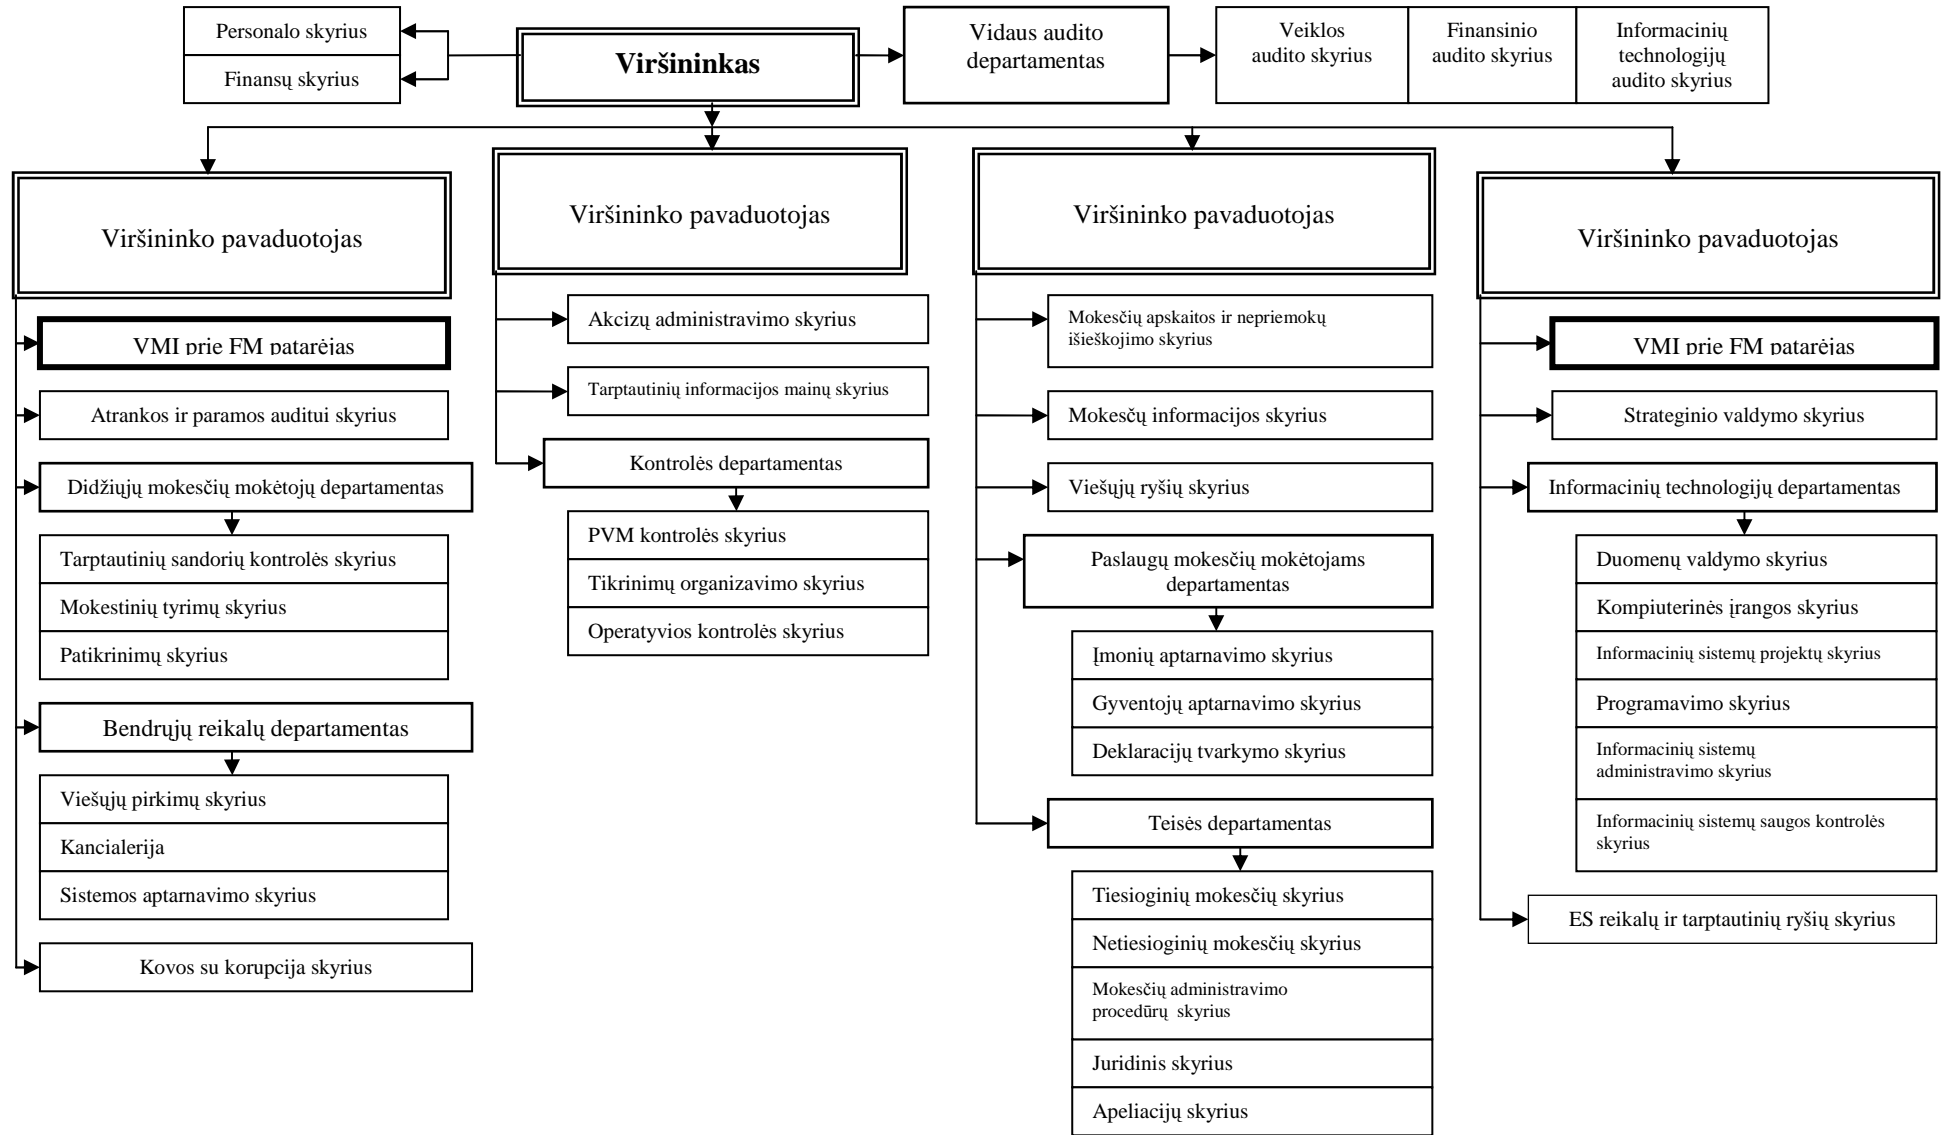 Personalo skyrius
Finansų skyrius
Viršininkas
Vidaus audito
departamentas
Veiklos
audito skyrius
Finansinio
audito skyrius
Informacinių
technologijų
audito skyrius
Viršininko pavaduotojas
VMI prie FM patarėjas
Atrankos ir paramos auditui skyrius
Didžiųjų mokesčių mokėtojų departamentas
Tarptautinių sandorių kontrolės skyrius
Mokestinių tyrimų skyrius
Patikrinimų skyrius
Bendrųjų reikalų departamentas
Viešųjų pirkimų skyrius
Kancialerija
Sistemos aptarnavimo skyrius
Kovos su korupcija skyrius
Viršininko pavaduotojas
Akcizų administravimo skyrius
Tarptautinių informacijos mainų skyrius
Kontrolės departamentas
PVM kontrolės skyrius
Tikrinimų organizavimo skyrius
Operatyvios kontrolės skyrius
Viršininko pavaduotojas
Mokesčių apskaitos ir nepriemokų
išieškojimo skyrius
Mokesčų informacijos skyrius
Viešųjų ryšių skyrius
Paslaugų mokesčių mokėtojams
departamentas
Įmonių aptarnavimo skyrius
Gyventojų aptarnavimo skyrius
Deklaracijų tvarkymo skyrius
Teisės departamentas
Tiesioginių mokesčių skyrius
Netiesioginių mokesčių skyrius
Mokesčių administravimo
procedūrų skyrius
Juridinis skyrius
Apeliacijų skyrius
Viršininko pavaduotojas
VMI prie FM patarėjas
Strateginio valdymo skyrius
Informacinių technologijų departamentas
Duomenų valdymo skyrius
Kompiuterinės įrangos skyrius
Informacinių sistemų projektų skyrius
Programavimo skyrius
Informacinių sistemų
administravimo skyrius
Informacinių sistemų saugos kontrolės
skyrius
ES reikalų ir tarptautinių ryšių skyrius